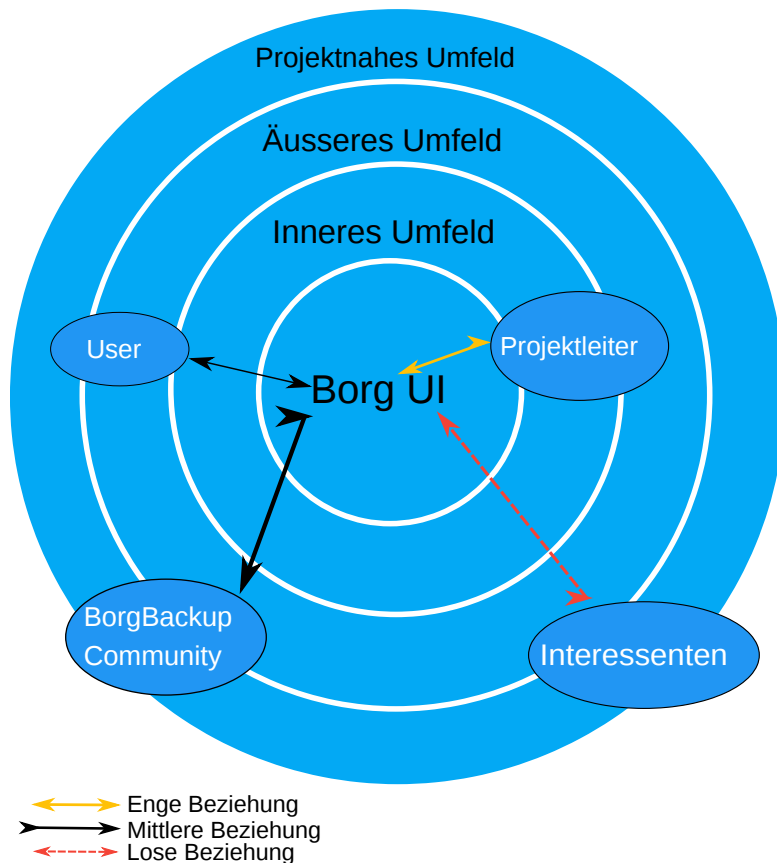 Projektnahes Umfeld
Äusseres Umfeld
Inneres Umfeld
User
Projektleiter
Borg UI
BorgBackup
Community
Interessenten
Enge Beziehung
Mittlere Beziehung
Lose Beziehung